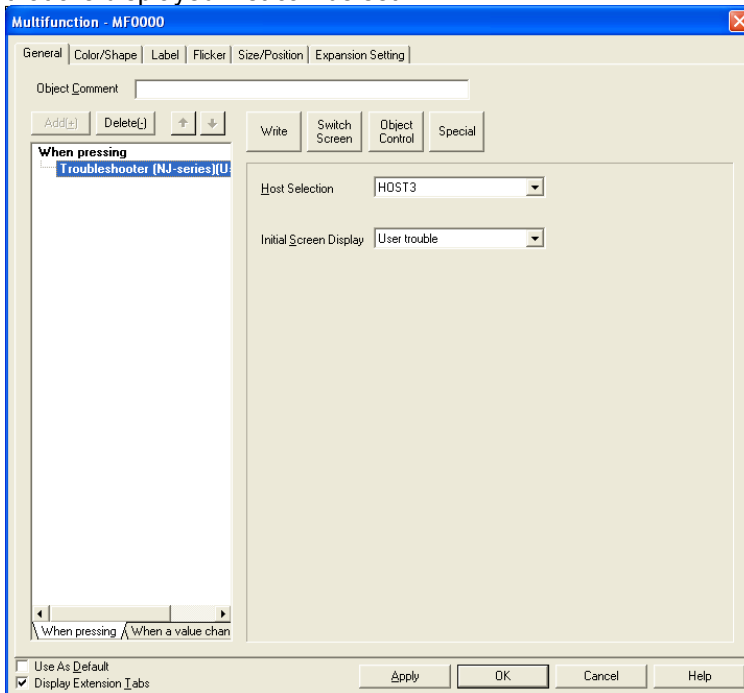 Multifunction - MF0000
General Color/Shape Label Flicker Size/Position Expansion Setting
Object Comment
Add(+) Delete(-)
Write Switch Screen Object Control Special
When pressing
Troubleshooter (NJ-series)(U
Host Selection HOST3
Initial Screen Display User trouble
When pressing When a value chan
Use As Default
Display Extension Tabs
Apply OK Cancel Help